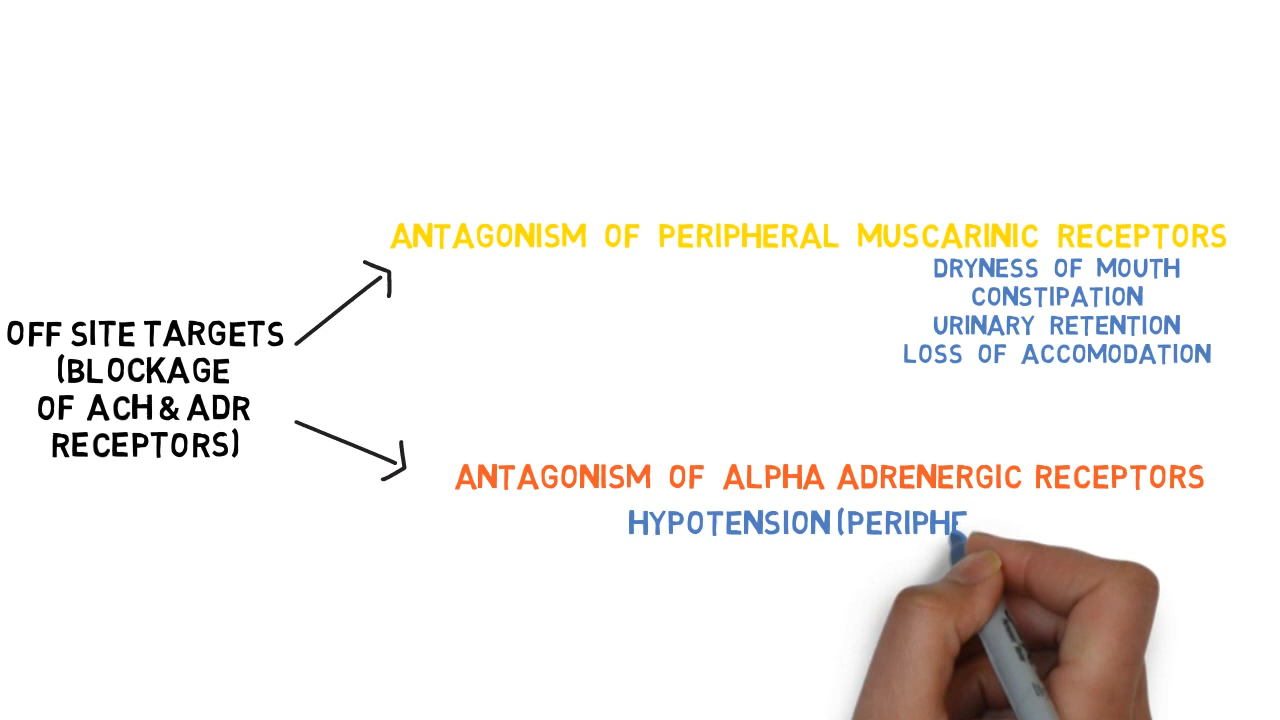 ANTAGONISM OF PERIPHERAL MUSCARINIC RECEPTORS
DRYNESS OF MOUTH
CONSTIPATION
URINARY RETENTION
LOSS OF ACCOMODATION
OFF SITE TARGETS
(BLOCKAGE
OF ACH & ADR
RECEPTORS)
ANTAGONISM OF ALPHA ADRENERGIC RECEPTORS
HYPOTENSION (PERIPHE